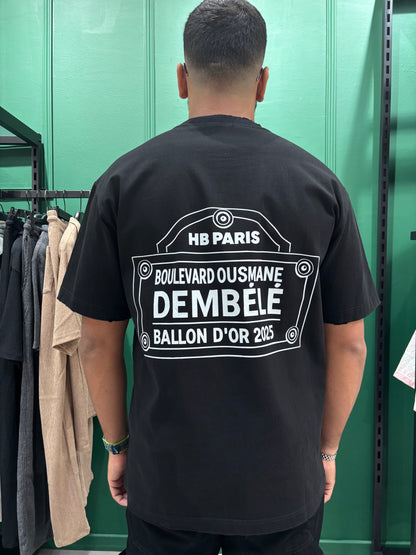 HB PARIS
BOULEVARD OUSMANE
DEMBÉLÉ
BALLON D'OR 2025